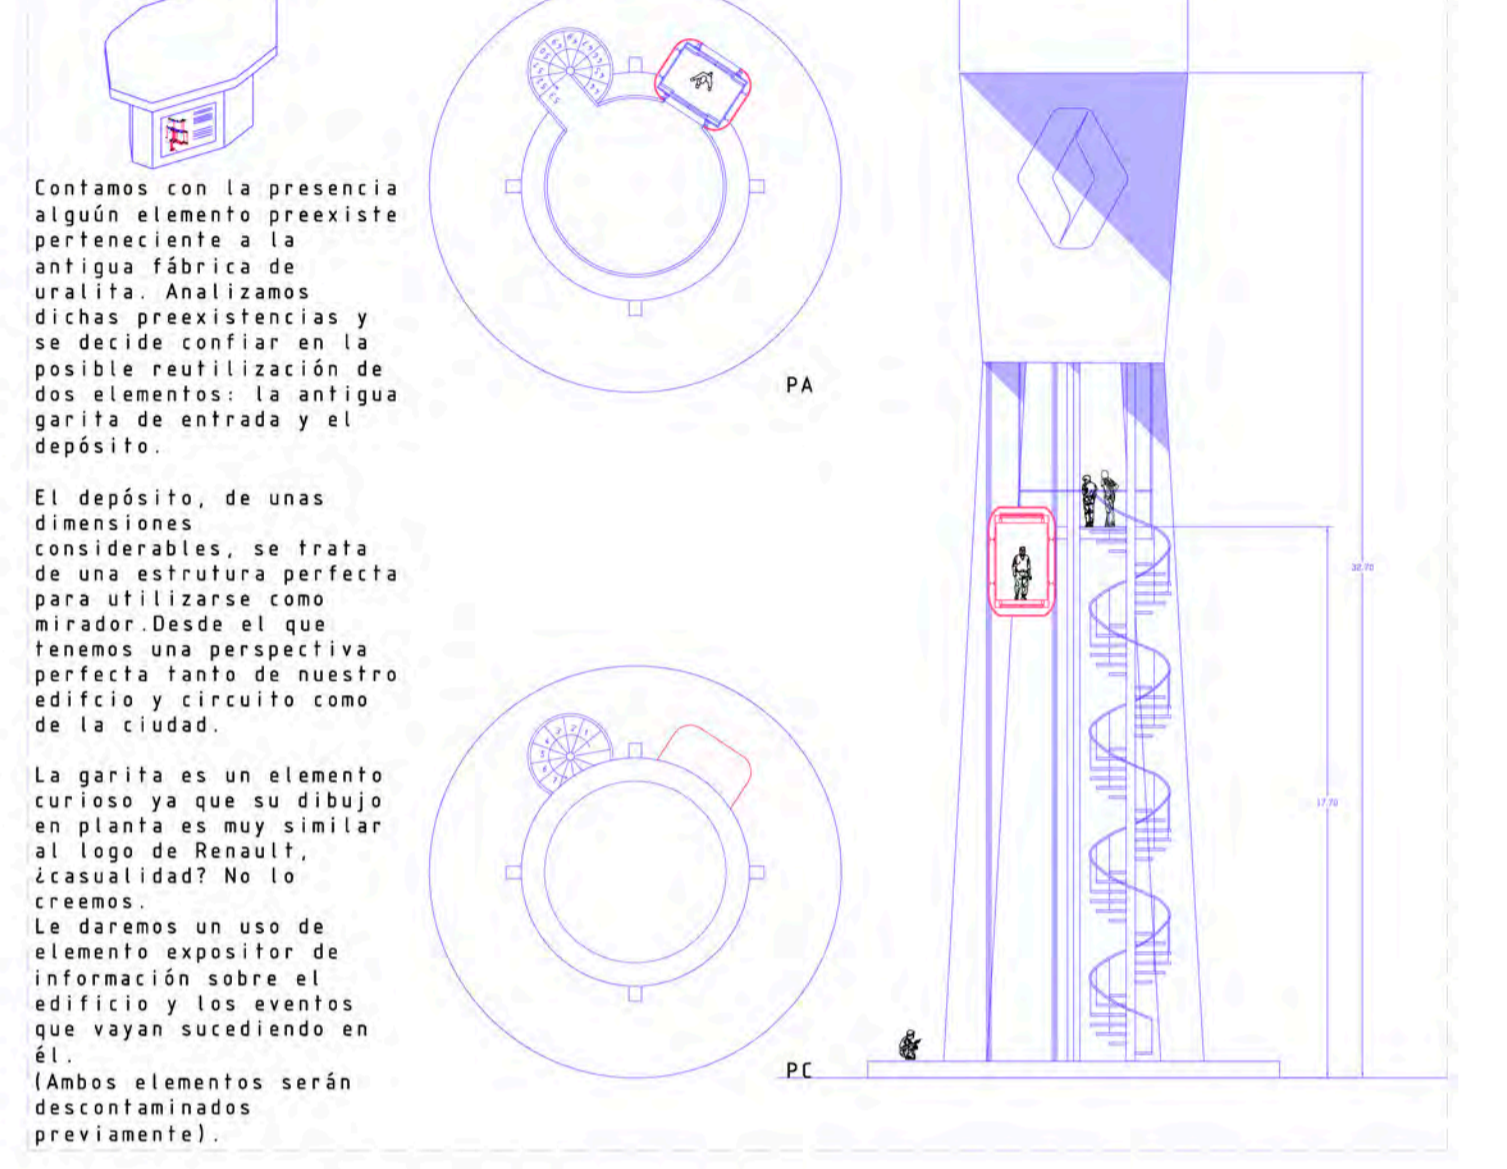 Contamos con la presencia
alguún elemento preexiste
perteneciente a la
antigua fábrica de
uralita. Analizamos
dichas preexistencias y
se decide confiar en la
posible reutilización de
dos elementos: la antigua
garita de entrada y el
depósito.
El depósito, de unas
dimensiones
considerables, se trata
de una estrutura perfecta
para utilizarse como
mirador.Desde el que
tenemos una perspectiva
perfecta tanto de nuestro
edifcio y circuito como
de la ciudad.
La garita es un elemento
curioso ya que su dibujo
en planta es muy similar
al logo de Renault,
¿casualidad? No lo
creemos.
Le daremos un uso de
elemento expositor de
información sobre el
edificio y los eventos
que vayan sucediendo en
él.
(Ambos elementos serán
descontaminados
previamente).
PA
PC
32,70
17,70